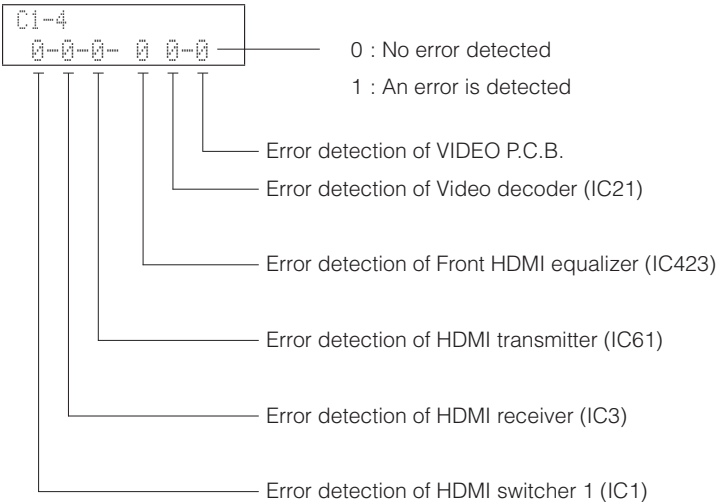 C1-4
0-0-0- 0 0-0
0 : No error detected
1 : An error is detected
Error detection of VIDEO P.C.B.
Error detection of Video decoder (IC21)
Error detection of Front HDMI equalizer (IC423)
Error detection of HDMI transmitter (IC61)
Error detection of HDMI receiver (IC3)
Error detection of HDMI switcher 1 (IC1)